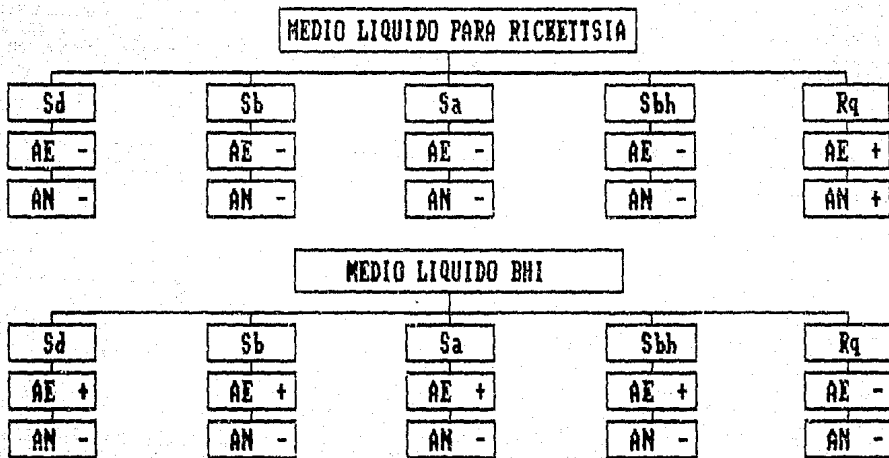 MEDIO LIQUIDO PARA RICKETTSIA
Sd Sb Sa Sbh Rq
AE - AE - AE - AE - AE +
AN - AN - AN - AN - AN +
MEDIO LIQUIDO BHI
Sd Sb Sa Sbh Rq
AE + AE + AE + AE + AE -
AN - AN - AN - AN - AN -